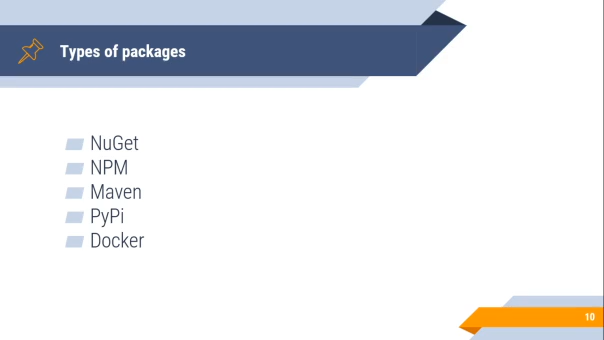 Types of packages
NuGet
NPM
Maven
PyPi
Docker
10